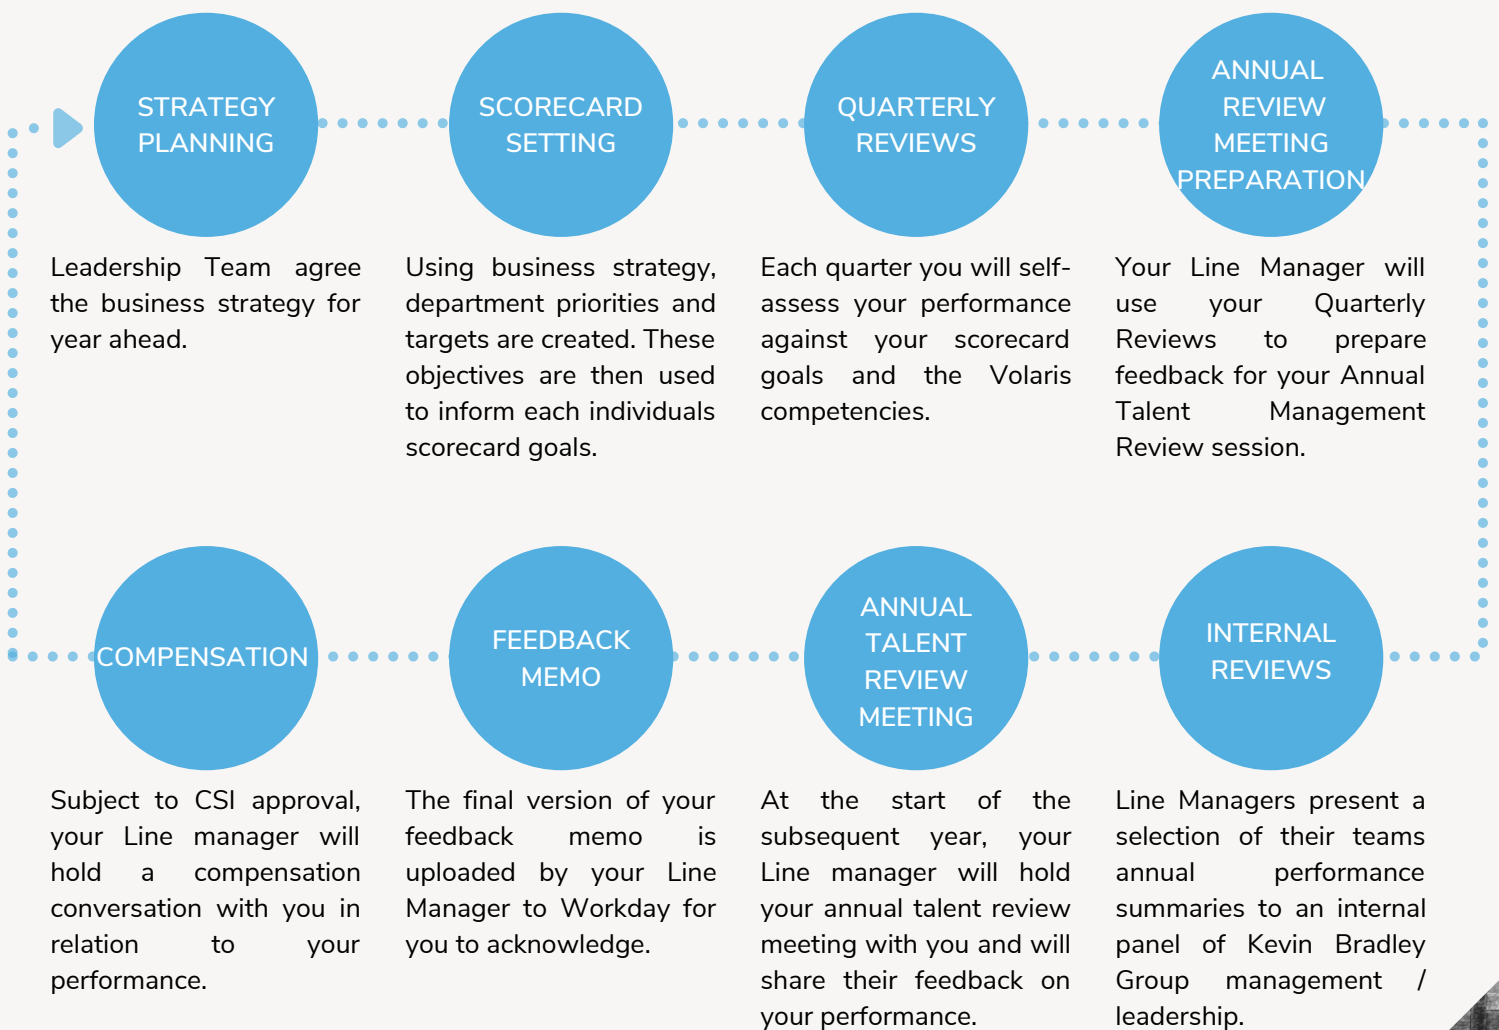 STRATEGY
PLANNING
Leadership Team agree
the business strategy for
year ahead.
SCORECARD
SETTING
Using business strategy,
department priorities and
targets are created. These
objectives are then used
to inform each individuals
scorecard goals.
QUARTERLY
REVIEWS
Each quarter you will self-
assess your performance
against your scorecard
goals and the Volaris
competencies.
ANNUAL
REVIEW
MEETING
PREPARATION
Your Line Manager will
use your Quarterly
Reviews to prepare
feedback for your Annual
Talent Management
Review session.
INTERNAL
REVIEWS
Line Managers present a
selection of their teams
annual performance
summaries to an internal
panel of Kevin Bradley
Group management /
leadership.
ANNUAL
TALENT
REVIEW
MEETING
At the start of the
subsequent year, your
Line manager will hold
your annual talent review
meeting with you and will
share their feedback on
your performance.
FEEDBACK
MEMO
The final version of your
feedback memo is
uploaded by your Line
Manager to Workday for
you to acknowledge.
COMPENSATION
Subject to CSI approval,
your Line manager will
hold a compensation
conversation with you in
relation to your
performance.